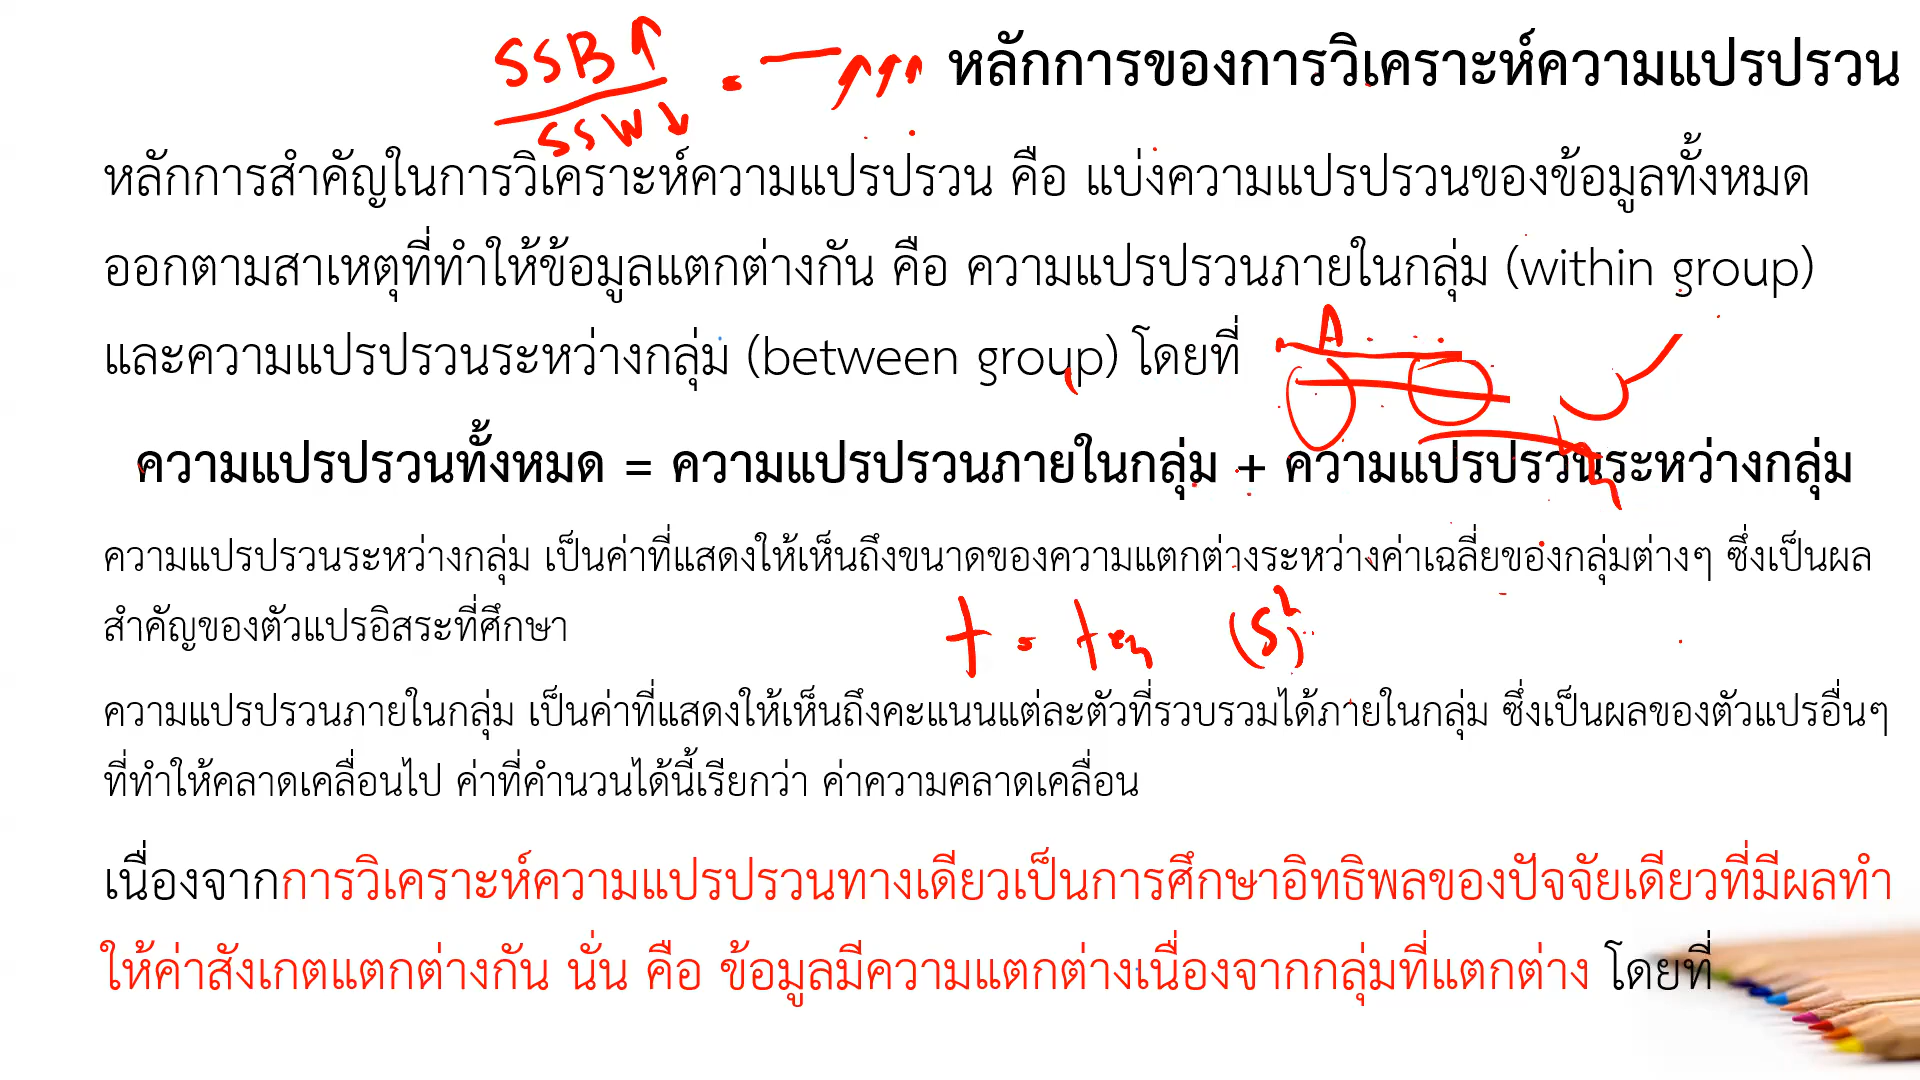 SSB↑
SSW↓ =
หลักการของการวิเคราะห์ความแปรปรวน
หลักการสำคัญในการวิเคราะห์ความแปรปรวน คือ แบ่งความแปรปรวนของข้อมูลทั้งหมด
ออกตามสาเหตุที่ทำให้ข้อมูลแตกต่างกัน คือ ความแปรปรวนภายในกลุ่ม (within group)
และความแปรปรวนระหว่างกลุ่ม (between group) โดยที่
A
ความแปรปรวนทั้งหมด = ความแปรปรวนภายในกลุ่ม + ความแปรปรวนระหว่างกลุ่ม
ความแปรปรวนระหว่างกลุ่ม เป็นค่าที่แสดงให้เห็นถึงขนาดของความแตกต่างระหว่างค่าเฉลี่ยของกลุ่มต่างๆ ซึ่งเป็นผล
สำคัญของตัวแปรอิสระที่ศึกษา
(S²)
ความแปรปรวนภายในกลุ่ม เป็นค่าที่แสดงให้เห็นถึงคะแนนแต่ละตัวที่รวบรวมได้ภายในกลุ่ม ซึ่งเป็นผลของตัวแปรอื่นๆ
ที่ทำให้คลาดเคลื่อนไป ค่าที่คำนวนได้นี้เรียกว่า ค่าความคลาดเคลื่อน
เนื่องจากการวิเคราะห์ความแปรปรวนทางเดียวเป็นการศึกษาอิทธิพลของปัจจัยเดียวที่มีผลทำ
ให้ค่าสังเกตแตกต่างกัน นั่น คือ ข้อมูลมีความแตกต่างเนื่องจากกลุ่มที่แตกต่าง โดยที่